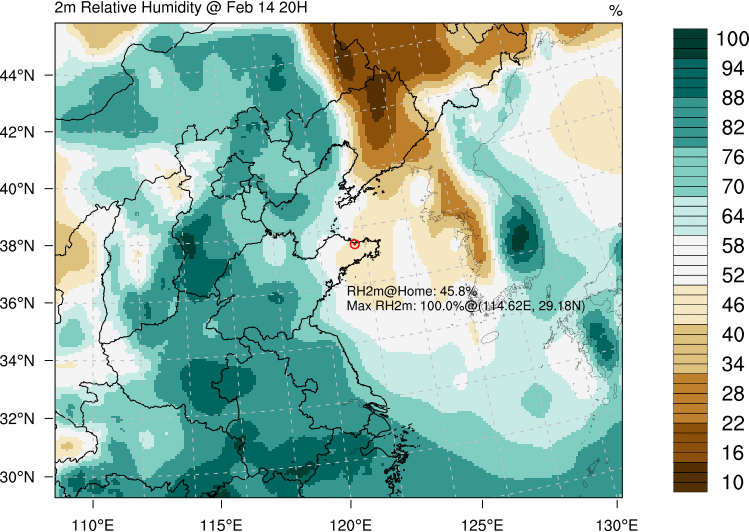 2m Relative Humidity @ Feb 14 20H
%
44°N
42°N
40°N
38°N
36°N
34°N
32°N
30°N
RH2m@Home: 45.8%
Max RH2m: 100.0%@(114.62E, 29.18N)
110°E
115°E
120°E
125°E
130°E
100
94
88
82
76
70
64
58
52
46
40
34
28
22
16
10